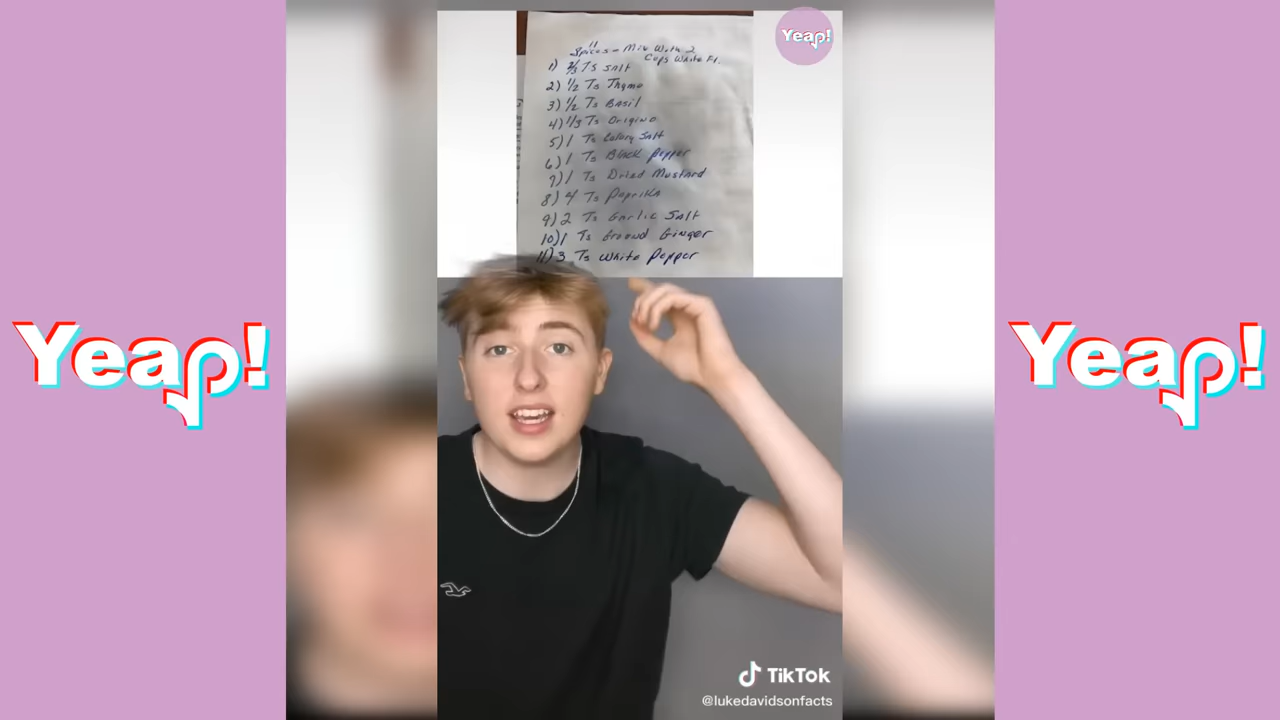 11
Spices - Mix With 2
Cups White Fl.
1) 2/3 Ts Salt
2) 1/2 Ts Thyme
3) 1/2 Ts Basil
4) 1/3 Ts Origino
5) 1 Ts Celery Salt
6) 1 Ts Black Pepper
7) 1 Ts Dried Mustard
8) 4 Ts Paprika
9) 2 Ts Garlic Salt
10) 1 Ts Ground Ginger
11) 3 Ts White Pepper
Yeap!
Yeap!
Yeap!
TikTok
@lukedavidsonfacts